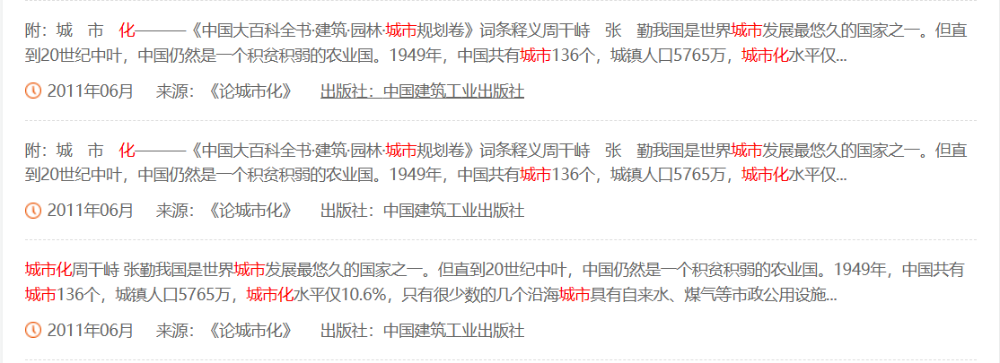 附：城　市　化————《中国大百科全书·建筑·园林·城市规划卷》词条释义周干峙　张　勤我国是世界城市发展最悠久的国家之一。但直
到20世纪中叶，中国仍然是一个积贫积弱的农业国。1949年，中国共有城市136个，城镇人口5765万，城市化水平仅...
2011年06月 来源：《论城市化》 出版社：中国建筑工业出版社
附：城　市　化————《中国大百科全书·建筑·园林·城市规划卷》词条释义周干峙　张　勤我国是世界城市发展最悠久的国家之一。但直
到20世纪中叶，中国仍然是一个积贫积弱的农业国。1949年，中国共有城市136个，城镇人口5765万，城市化水平仅...
2011年06月 来源：《论城市化》 出版社：中国建筑工业出版社
城市化周干峙 张勤我国是世界城市发展最悠久的国家之一。但直到20世纪中叶，中国仍然是一个积贫积弱的农业国。1949年，中国共有
城市136个，城镇人口5765万，城市化水平仅10.6%，只有很少数的几个沿海城市具有自来水、煤气等市政公用设施...
2011年06月 来源：《论城市化》 出版社：中国建筑工业出版社